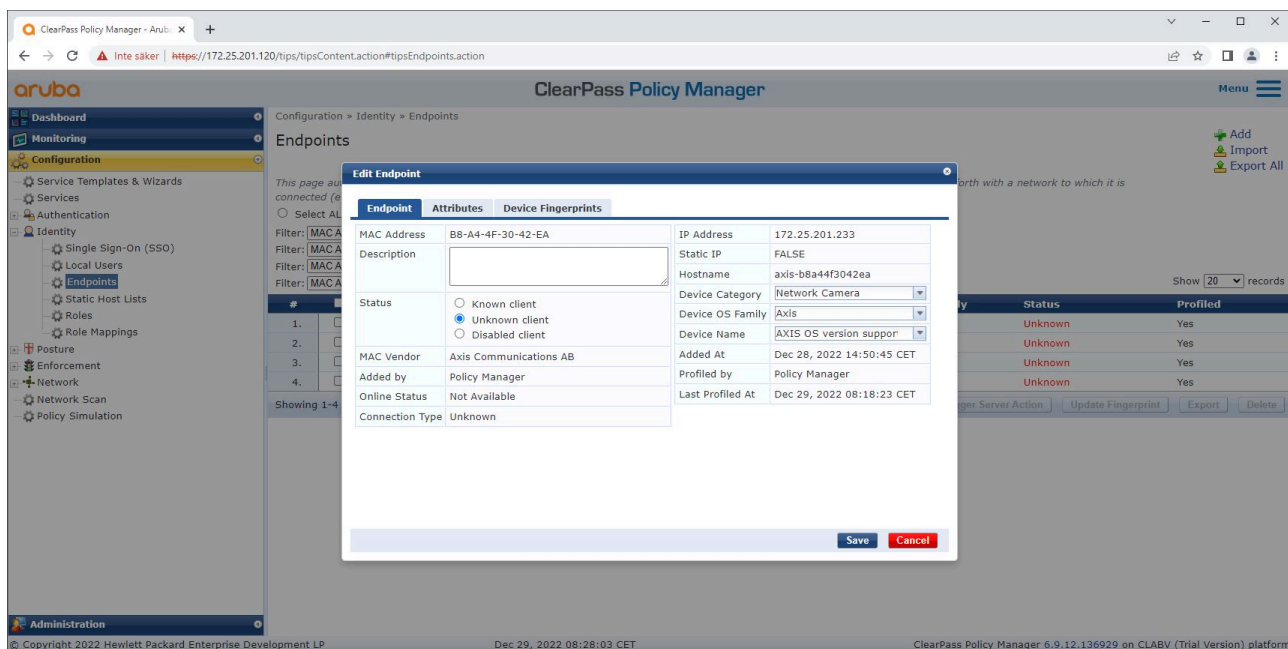 ClearPass Policy Manager - Arub
Inte säker | https://172.25.201.120/tips/tipsContent.action#tipsEndpoints.action
aruba
ClearPass Policy Manager
Menu
Dashboard
Monitoring
Configuration
Service Templates & Wizards
Services
Authentication
Identity
Single Sign-On (SSO)
Local Users
Endpoints
Static Host Lists
Roles
Role Mappings
Posture
Enforcement
Network
Network Scan
Policy Simulation
Administration
Configuration » Identity » Endpoints
Endpoints
Add
Import
Export All
This page au
orth with a network to which it is
connected (e
Select AL
Filter: MAC A
Filter: MAC A
Filter: MAC A
Filter: MAC A
Show 20 records
# ly Status Profiled
1. Unknown Yes
2. Unknown Yes
3. Unknown Yes
4. Unknown Yes
Showing 1-4
ger Server Action Update Fingerprint Export Delete
Edit Endpoint
Endpoint Attributes Device Fingerprints
MAC Address B8-A4-4F-30-42-EA
Description
Status
Known client
Unknown client
Disabled client
MAC Vendor Axis Communications AB
Added by Policy Manager
Online Status Not Available
Connection Type Unknown
IP Address 172.25.201.233
Static IP FALSE
Hostname axis-b8a44f3042ea
Device Category Network Camera
Device OS Family Axis
Device Name AXIS OS version suppor
Added At Dec 28, 2022 14:50:45 CET
Profiled by Policy Manager
Last Profiled At Dec 29, 2022 08:18:23 CET
Save Cancel
© Copyright 2022 Hewlett Packard Enterprise Development LP
Dec 29, 2022 08:28:03 CET
ClearPass Policy Manager 6.9.12.136929 on CLABV (Trial Version) platform